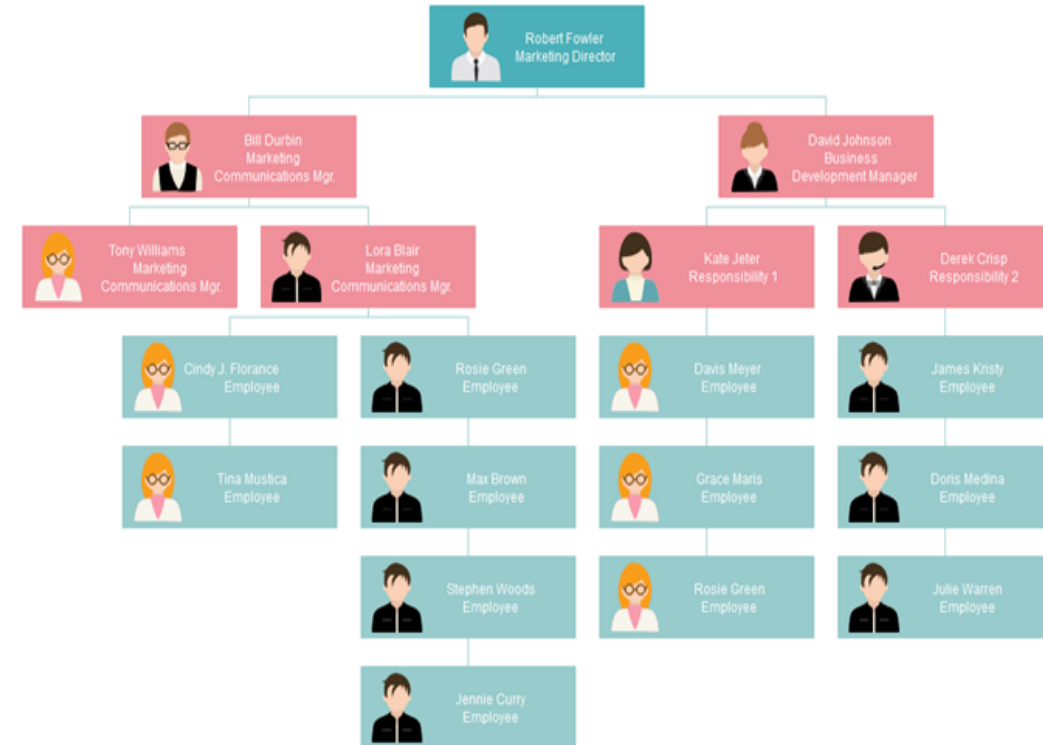 Robert Fowler
Marketing Director
Bill Durbin
Marketing
Communications Mgr.
David Johnson
Business
Development Manager
Tony Williams
Marketing
Communications Mgr.
Lora Blair
Marketing
Communications Mgr.
Kate Jeter
Responsibility 1
Derek Crisp
Responsibility 2
Cindy J. Florance
Employee
Rosie Green
Employee
Davis Meyer
Employee
James Kristy
Employee
Tina Mustica
Employee
Max Brown
Employee
Grace Maris
Employee
Doris Medina
Employee
Stephen Woods
Employee
Rosie Green
Employee
Julie Warren
Employee
Jennie Curry
Employee